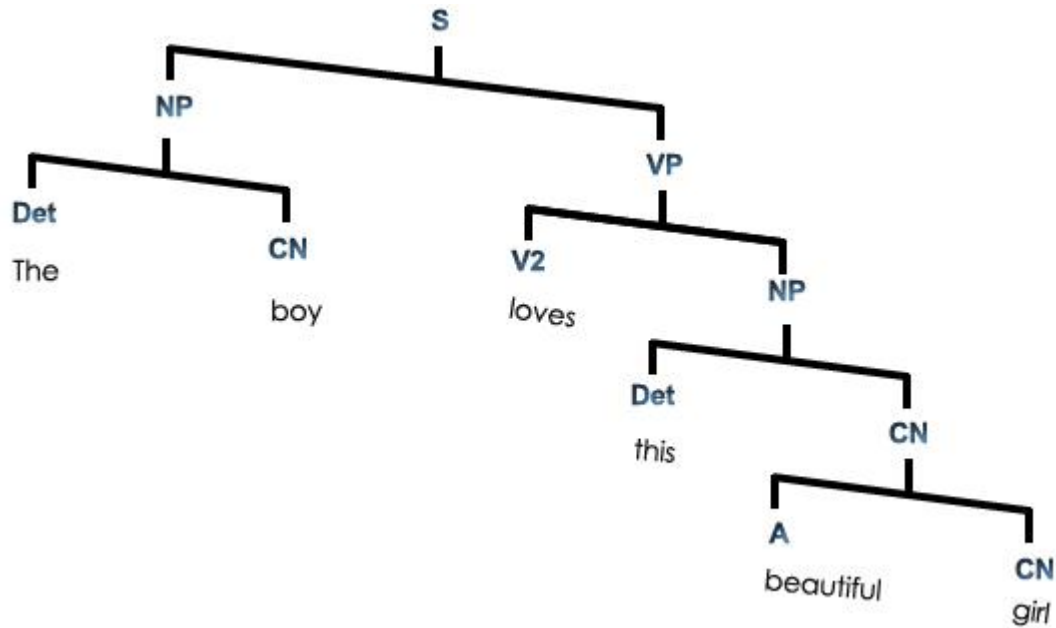 S
NP
VP
Det
CN
V2
NP
The
boy
loves
Det
CN
this
A
CN
beautiful
girl